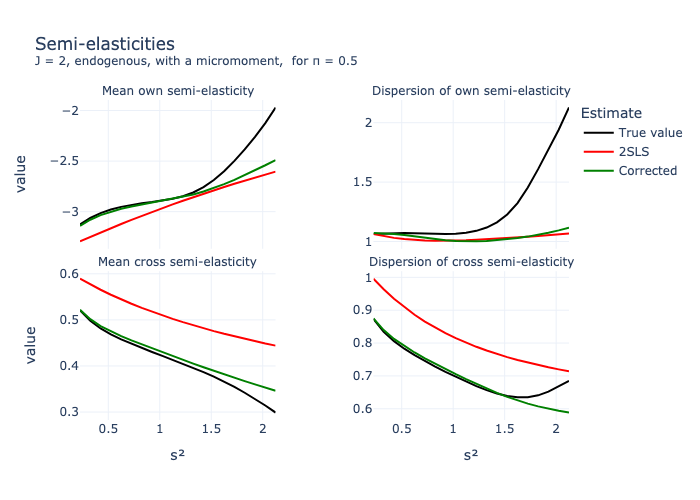 Semi-elasticities
J = 2, endogenous, with a micromoment, for π = 0.5
Mean own semi-elasticity
Dispersion of own semi-elasticity
Estimate
True value
2SLS
Corrected
value
−2
−2.5
−3
2
1.5
1
Mean cross semi-elasticity
Dispersion of cross semi-elasticity
value
0.6
0.5
0.4
0.3
1
0.9
0.8
0.7
0.6
0.5 1 1.5 2
0.5 1 1.5 2
s²
s²